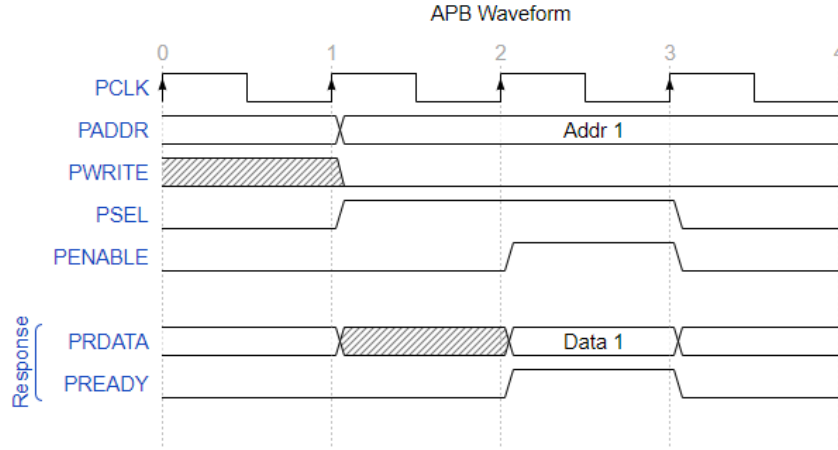 APB Waveform
0 1 2 3 4
PCLK
PADDR Addr 1
PWRITE
PSEL
PENABLE
Response
PRDATA Data 1
PREADY